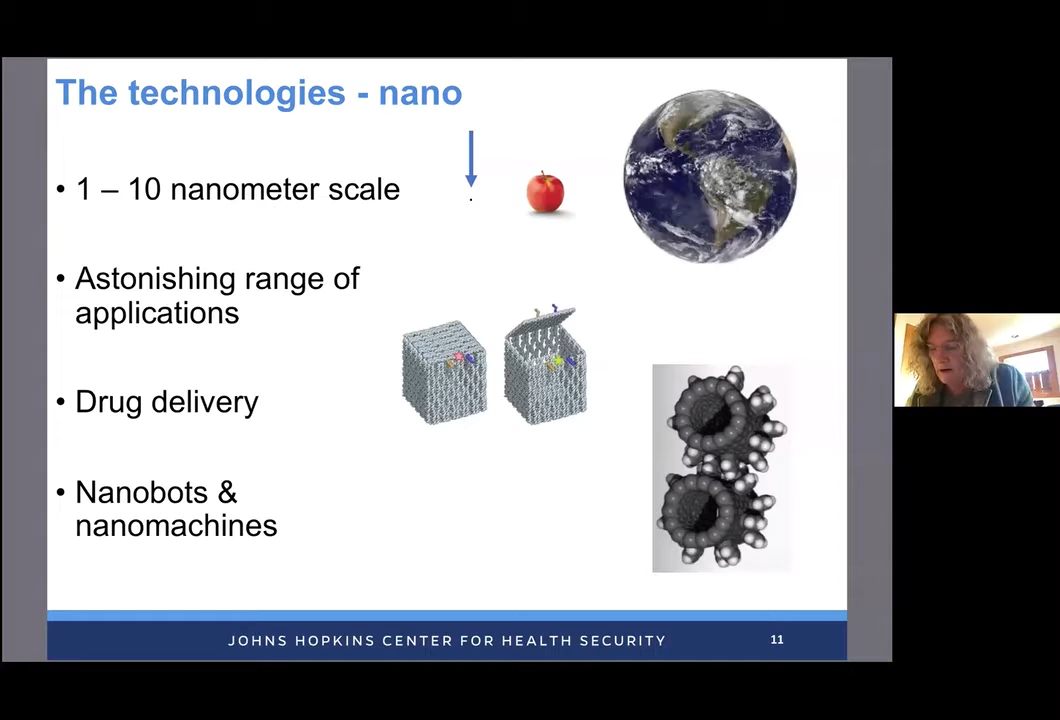 The technologies - nano
• 1 – 10 nanometer scale
• Astonishing range of
applications
• Drug delivery
• Nanobots &
nanomachines
JOHNS HOPKINS CENTER FOR HEALTH SECURITY
11